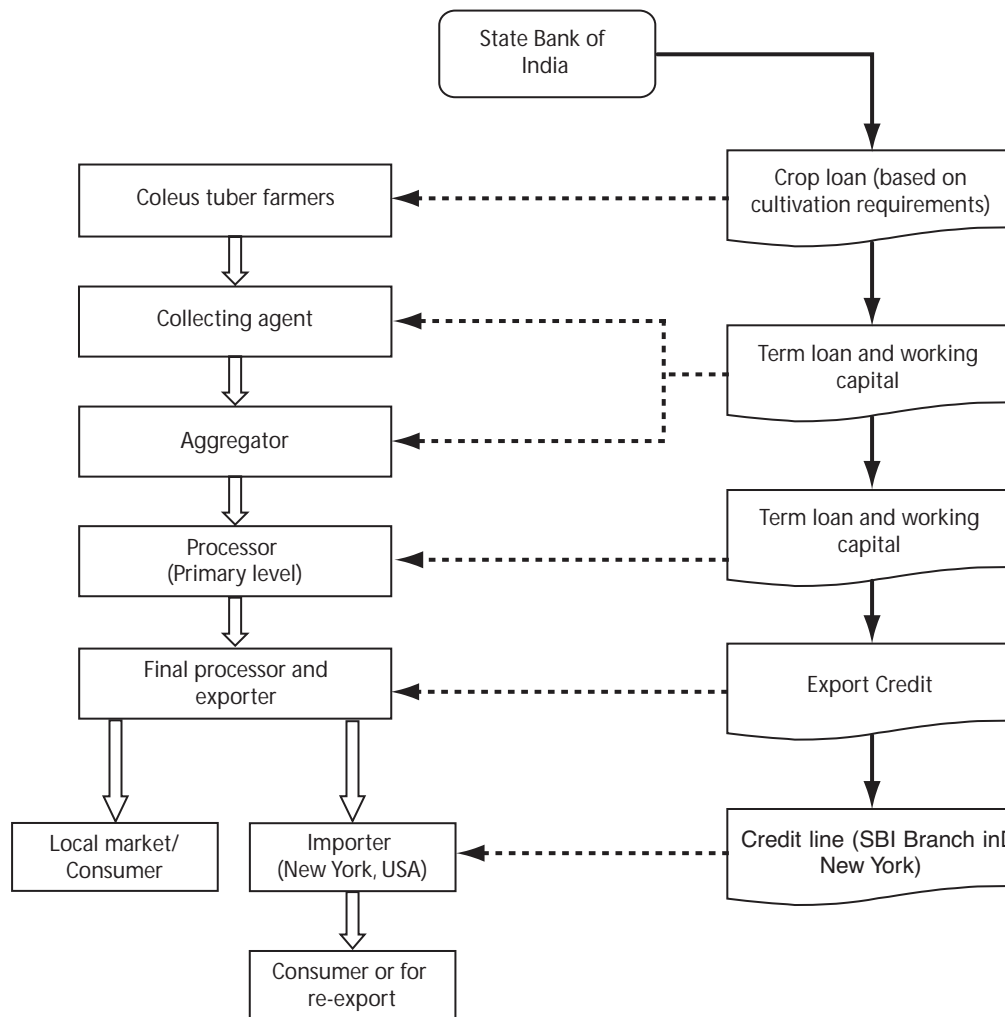 State Bank of
India
Coleus tuber farmers
Crop loan (based on
cultivation requirements)
Collecting agent
Term loan and working
capital
Aggregator
Processor
(Primary level)
Term loan and working
capital
Final processor and
exporter
Export Credit
Local market/
Consumer
Importer
(New York, USA)
Credit line (SBI Branch inD
New York)
Consumer or for
re-export